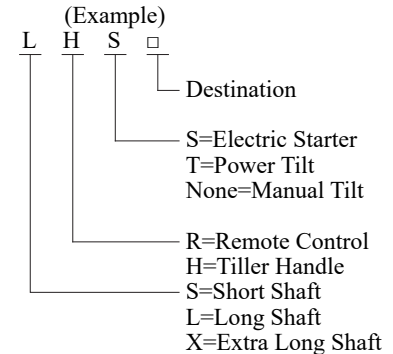 (Example)
L H S □
Destination
S=Electric Starter
T=Power Tilt
None=Manual Tilt
R=Remote Control
H=Tiller Handle
S=Short Shaft
L=Long Shaft
X=Extra Long Shaft